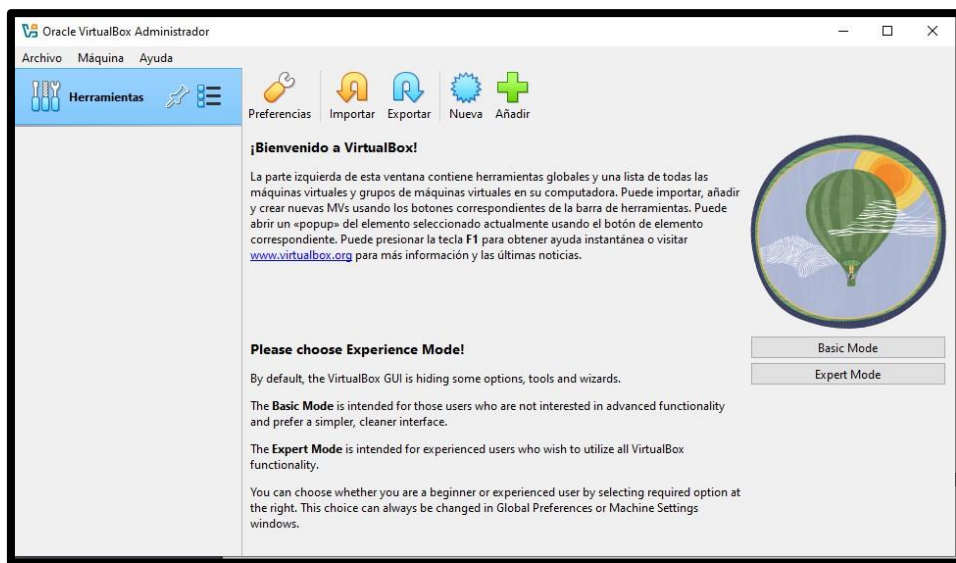 Oracle VirtualBox Administrador
Archivo Máquina Ayuda
Herramientas
Preferencias Importar Exportar Nueva Añadir
¡Bienvenido a VirtualBox!
La parte izquierda de esta ventana contiene herramientas globales y una lista de todas las
máquinas virtuales y grupos de máquinas virtuales en su computadora. Puede importar, añadir
y crear nuevas MVs usando los botones correspondientes de la barra de herramientas. Puede
abrir un «popup» del elemento seleccionado actualmente usando el botón de elemento
correspondiente. Puede presionar la tecla F1 para obtener ayuda instantánea o visitar
www.virtualbox.org para más información y las últimas noticias.
Please choose Experience Mode!
By default, the VirtualBox GUI is hiding some options, tools and wizards.
The Basic Mode is intended for those users who are not interested in advanced functionality
and prefer a simpler, cleaner interface.
The Expert Mode is intended for experienced users who wish to utilize all VirtualBox
functionality.
You can choose whether you are a beginner or experienced user by selecting required option at
the right. This choice can always be changed in Global Preferences or Machine Settings
windows.
Basic Mode
Expert Mode